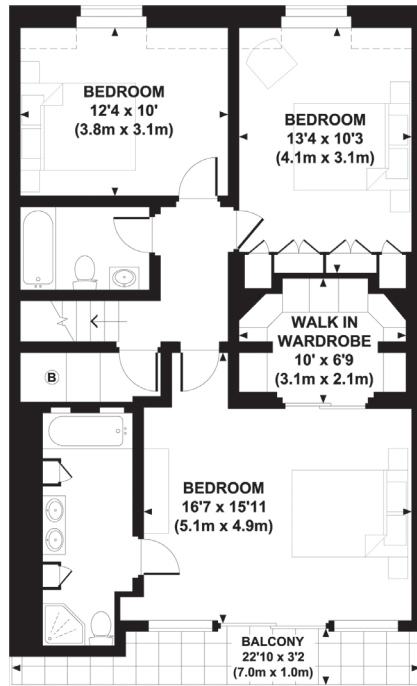 BEDROOM
12'4 x 10'
(3.8m x 3.1m)
BEDROOM
13'4 x 10'3
(4.1m x 3.1m)
WALK IN
WARDROBE
10' x 6'9
(3.1m x 2.1m)
B
BEDROOM
16'7 x 15'11
(5.1m x 4.9m)
BALCONY
22'10 x 3'2
(7.0m x 1.0m)